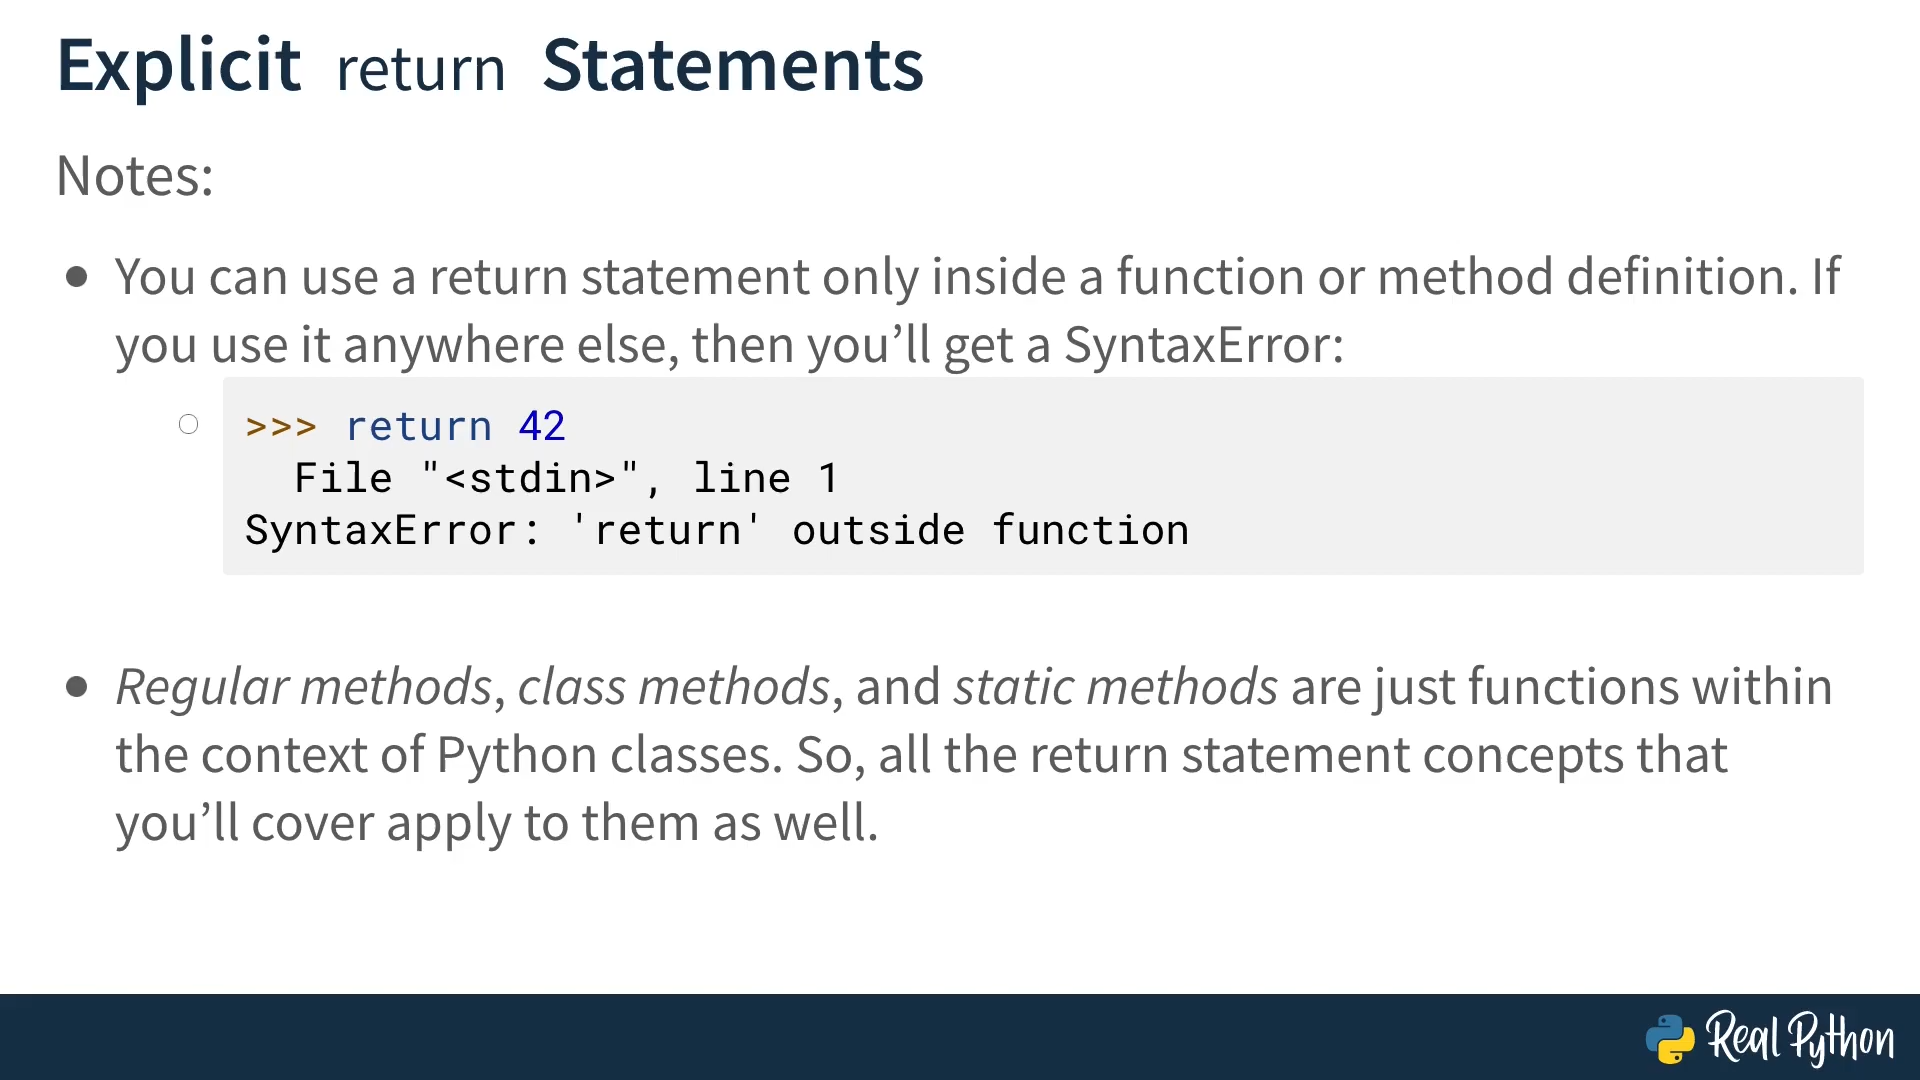 Explicit return Statements
Notes:
● You can use a return statement only inside a function or method definition. If
you use it anywhere else, then you’ll get a SyntaxError:
○ >>> return 42
  File "<stdin>", line 1
SyntaxError: 'return' outside function
● Regular methods, class methods, and static methods are just functions within
the context of Python classes. So, all the return statement concepts that
you’ll cover apply to them as well.
Real Python